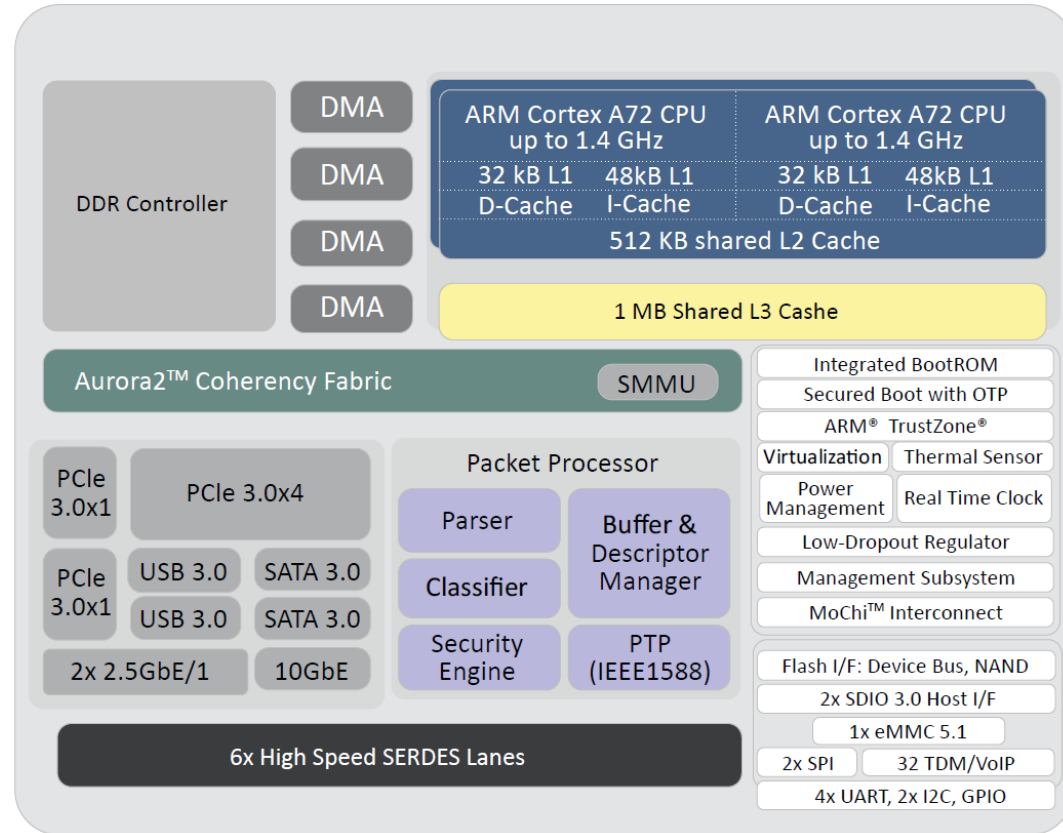 DDR Controller
DMA
DMA
DMA
DMA
ARM Cortex A72 CPU
up to 1.4 GHz
32 kB L1
D-Cache
48kB L1
I-Cache
ARM Cortex A72 CPU
up to 1.4 GHz
32 kB L1
D-Cache
48kB L1
I-Cache
512 KB shared L2 Cache
1 MB Shared L3 Cashe
Aurora2™ Coherency Fabric
SMMU
PCle
3.0x1
PCle 3.0x4
PCle
3.0x1
USB 3.0
SATA 3.0
USB 3.0
SATA 3.0
2x 2.5GbE/1
10GbE
Packet Processor
Parser
Buffer &
Descriptor
Manager
Classifier
Security
Engine
PTP
(IEEE1588)
6x High Speed SERDES Lanes
Integrated BootROM
Secured Boot with OTP
ARM® TrustZone®
Virtualization
Thermal Sensor
Power
Management
Real Time Clock
Low-Dropout Regulator
Management Subsystem
MoChi™ Interconnect
Flash I/F: Device Bus, NAND
2x SDIO 3.0 Host I/F
1x eMMC 5.1
2x SPI
32 TDM/VoIP
4x UART, 2x I2C, GPIO